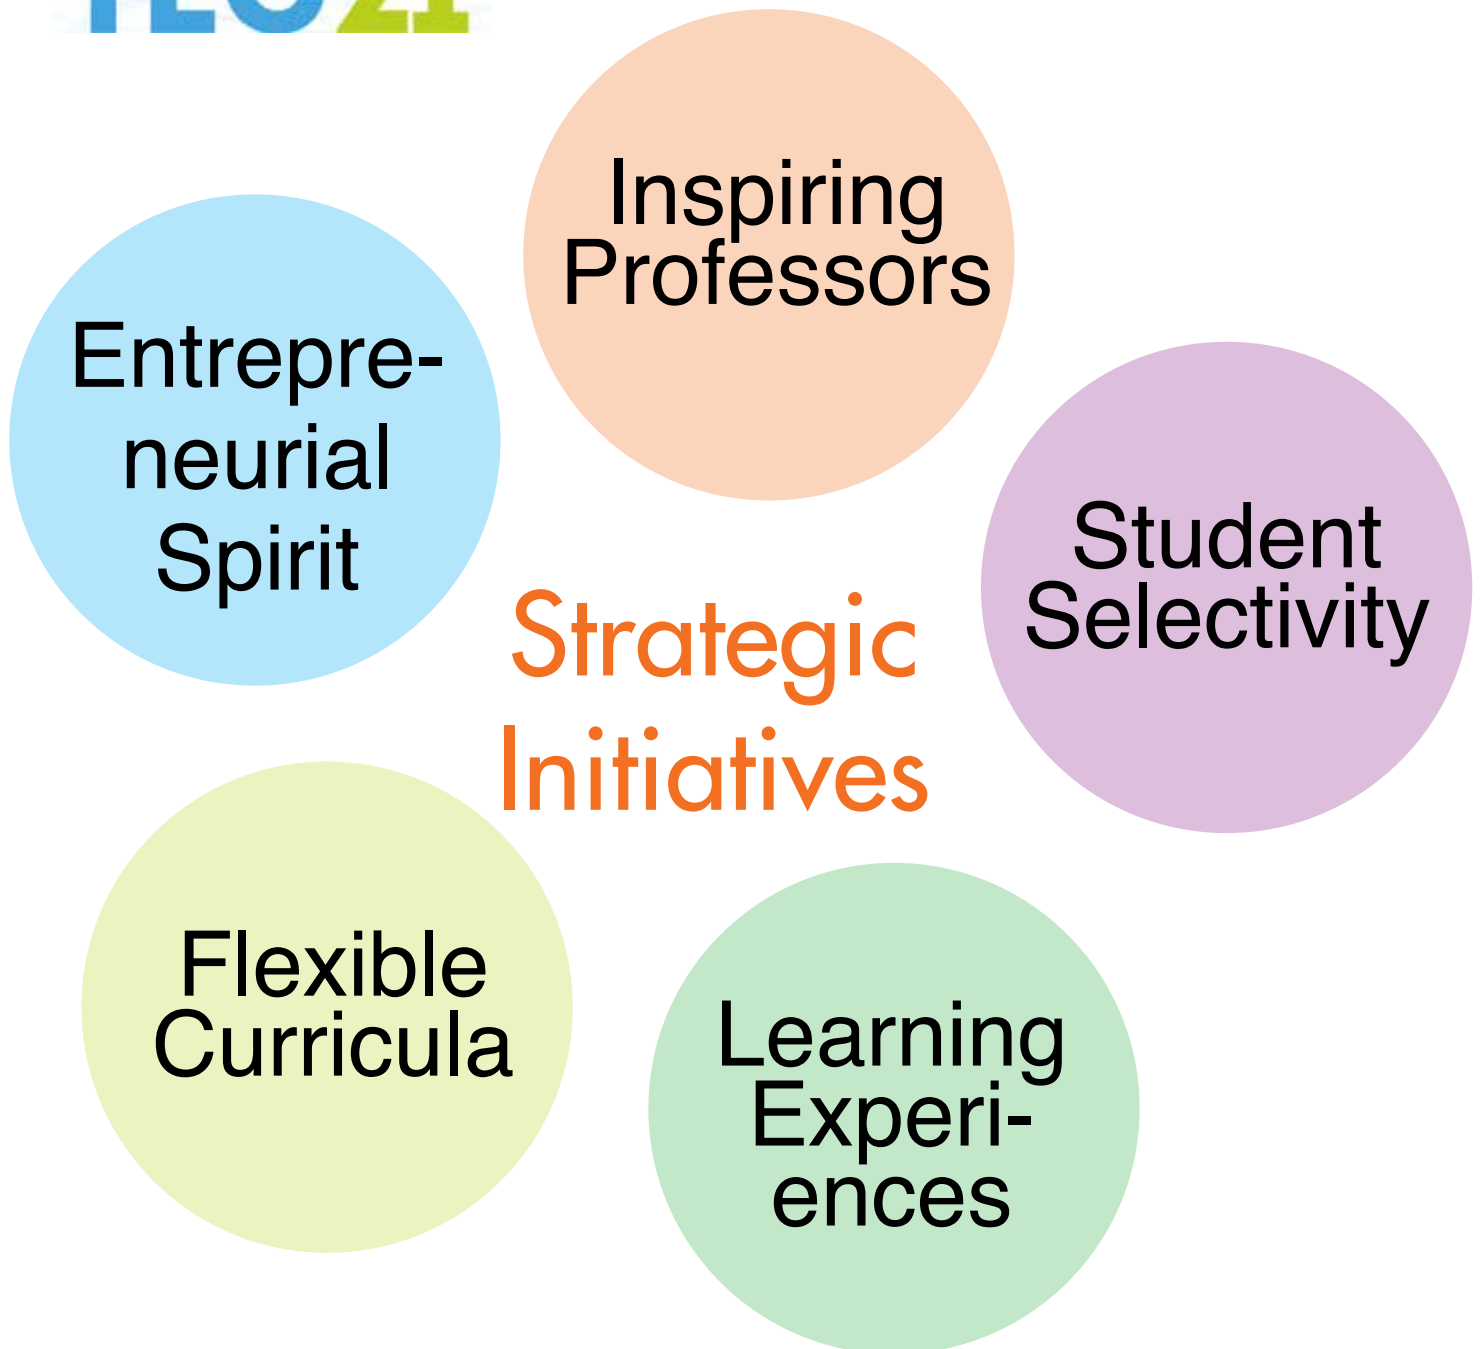 Inspiring
Professors
Entrepre-
neurial
Spirit
Student
Selectivity
Strategic
Initiatives
Flexible
Curricula
Learning
Experi-
ences